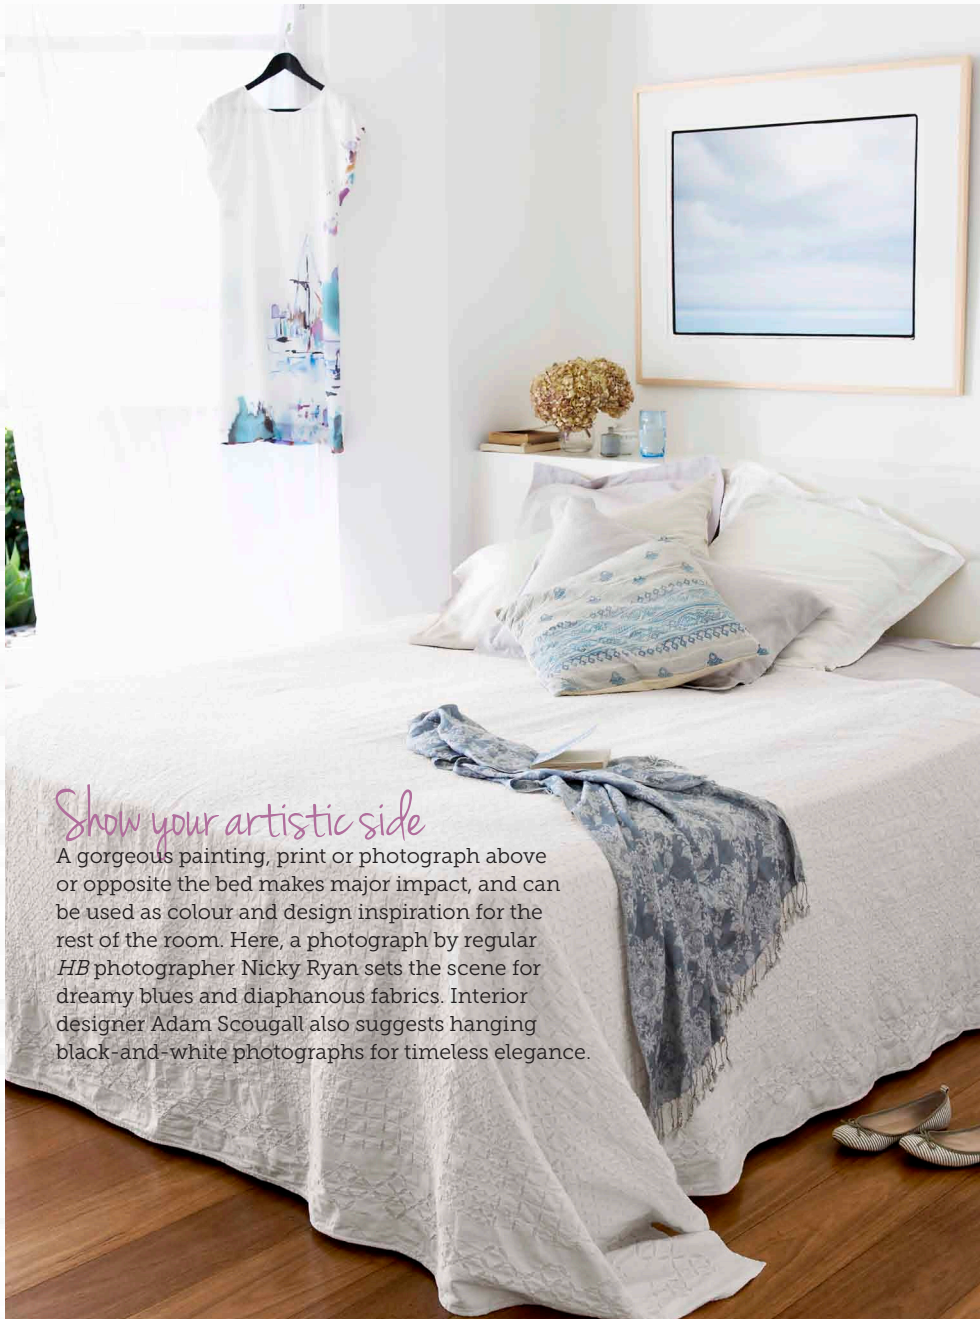 Show your artistic side
A gorgeous painting, print or photograph above
or opposite the bed makes major impact, and can
be used as colour and design inspiration for the
rest of the room. Here, a photograph by regular
HB photographer Nicky Ryan sets the scene for
dreamy blues and diaphanous fabrics. Interior
designer Adam Scougall also suggests hanging
black-and-white photographs for timeless elegance.